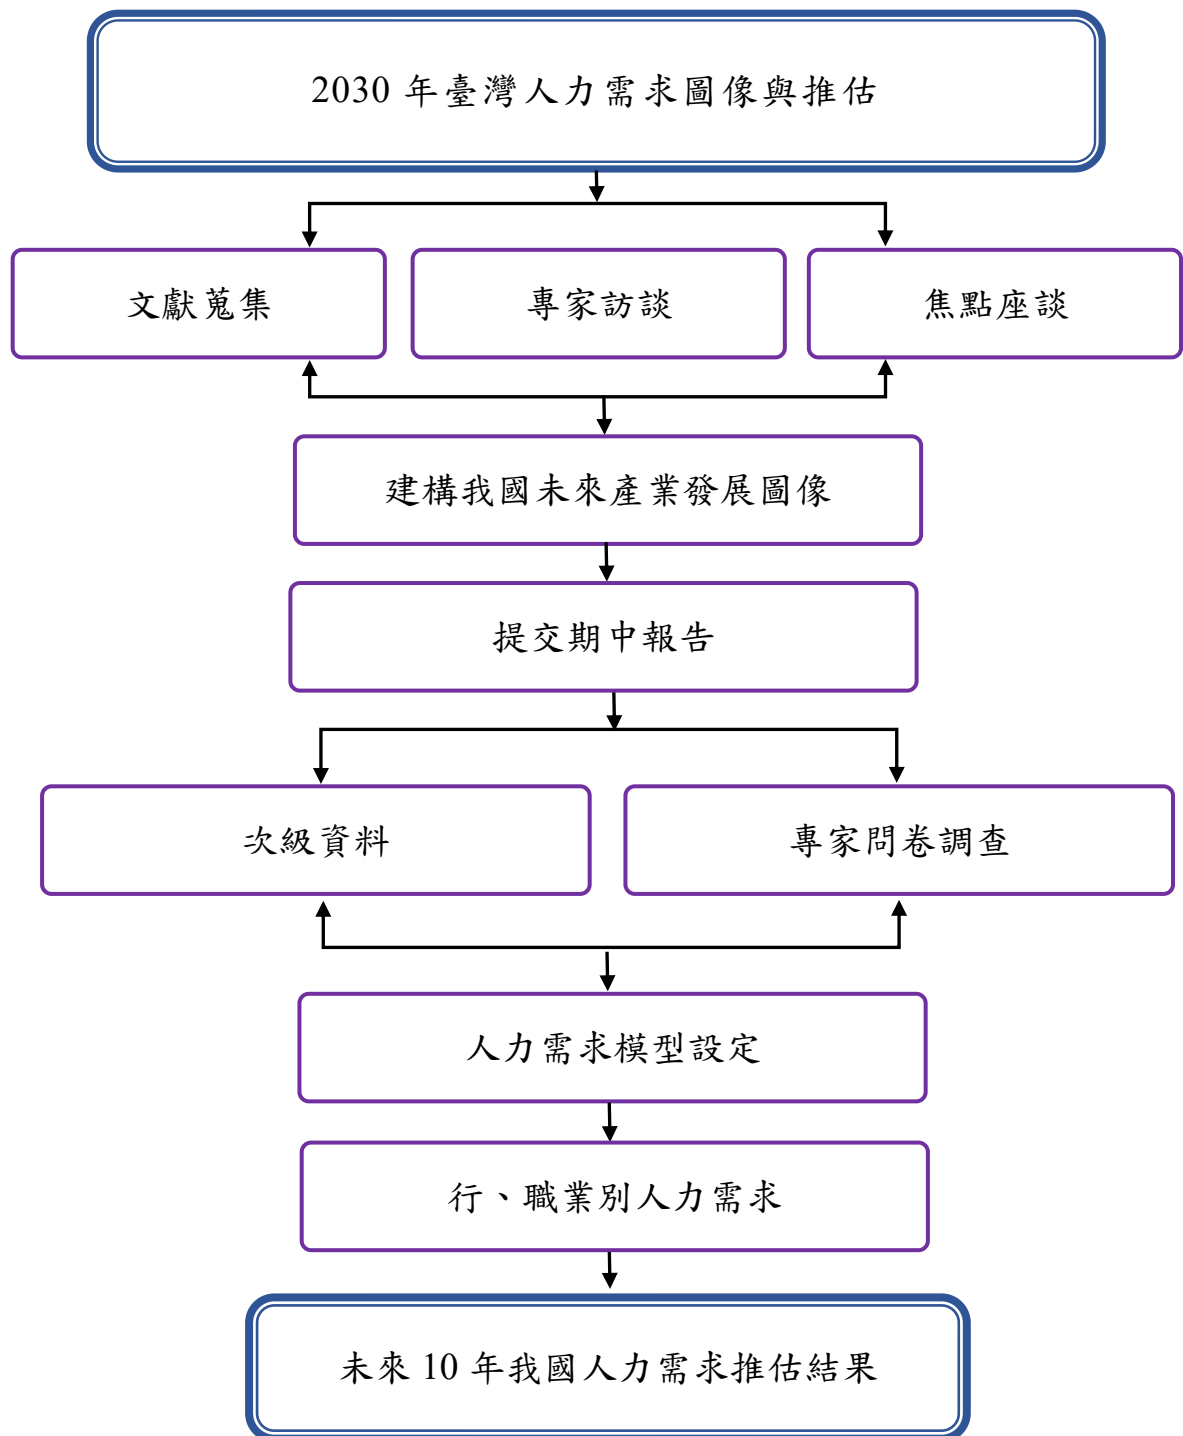 2030 年臺灣人力需求圖像與推估
文獻蒐集
專家訪談
焦點座談
建構我國未來產業發展圖像
提交期中報告
次級資料
專家問卷調查
人力需求模型設定
行、職業別人力需求
未來 10 年我國人力需求推估結果